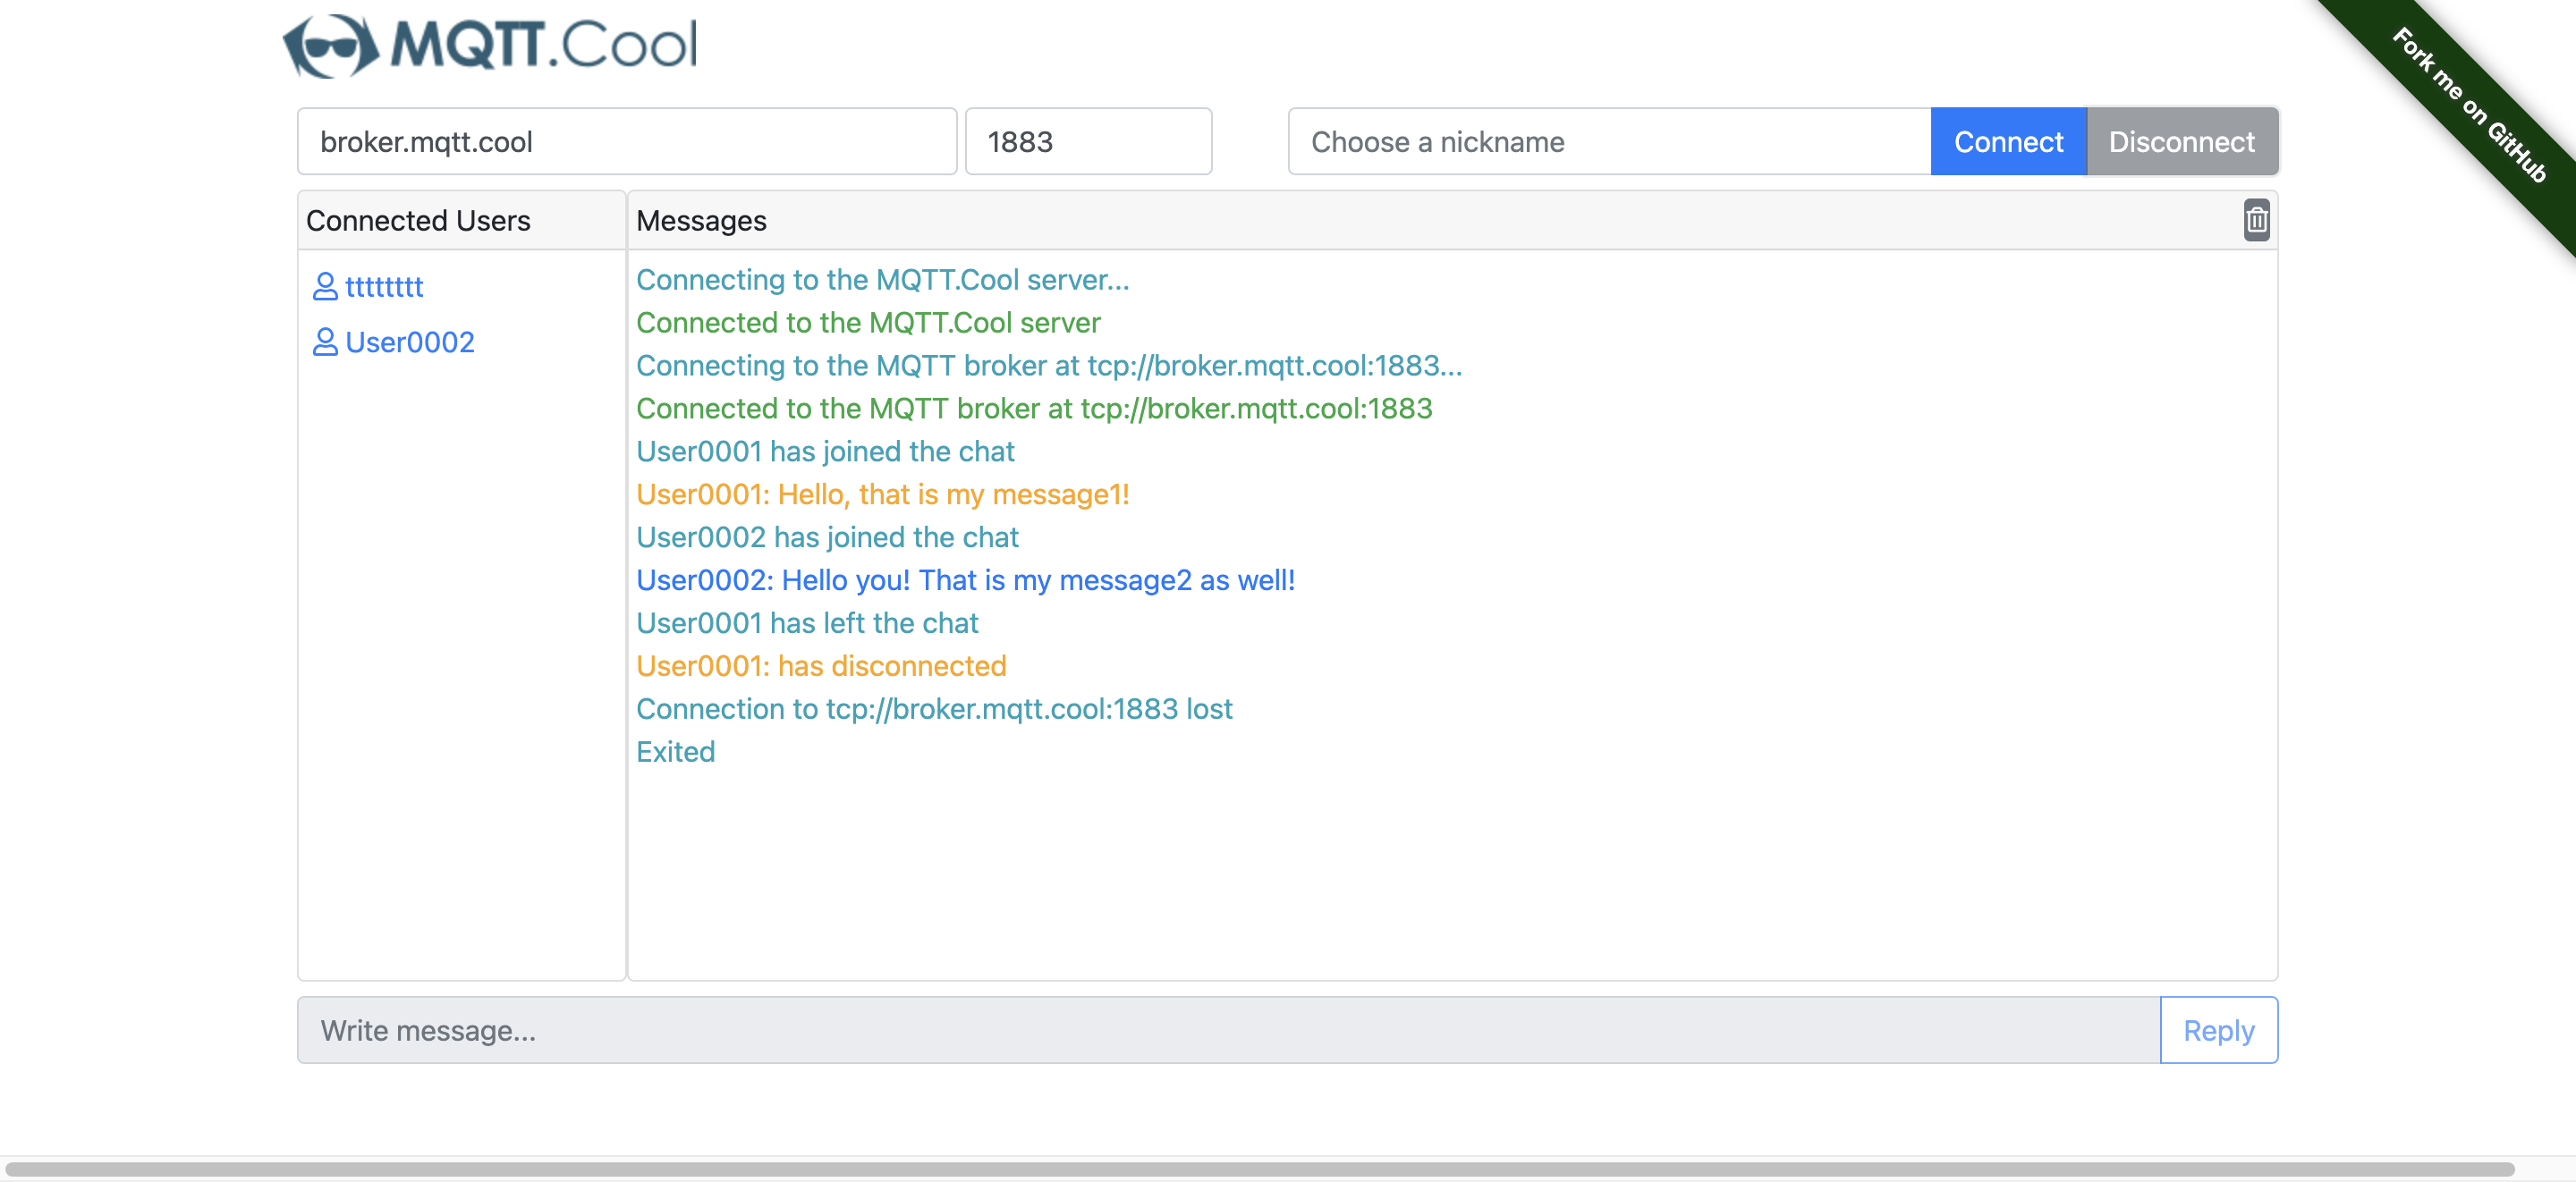 MQTT.Cool
Fork me on GitHub
broker.mqtt.cool 1883 Choose a nickname Connect Disconnect
Connected Users
tttttttt
User0002
Messages
Connecting to the MQTT.Cool server...
Connected to the MQTT.Cool server
Connecting to the MQTT broker at tcp://broker.mqtt.cool:1883...
Connected to the MQTT broker at tcp://broker.mqtt.cool:1883
User0001 has joined the chat
User0001: Hello, that is my message1!
User0002 has joined the chat
User0002: Hello you! That is my message2 as well!
User0001 has left the chat
User0001: has disconnected
Connection to tcp://broker.mqtt.cool:1883 lost
Exited
Write message... Reply